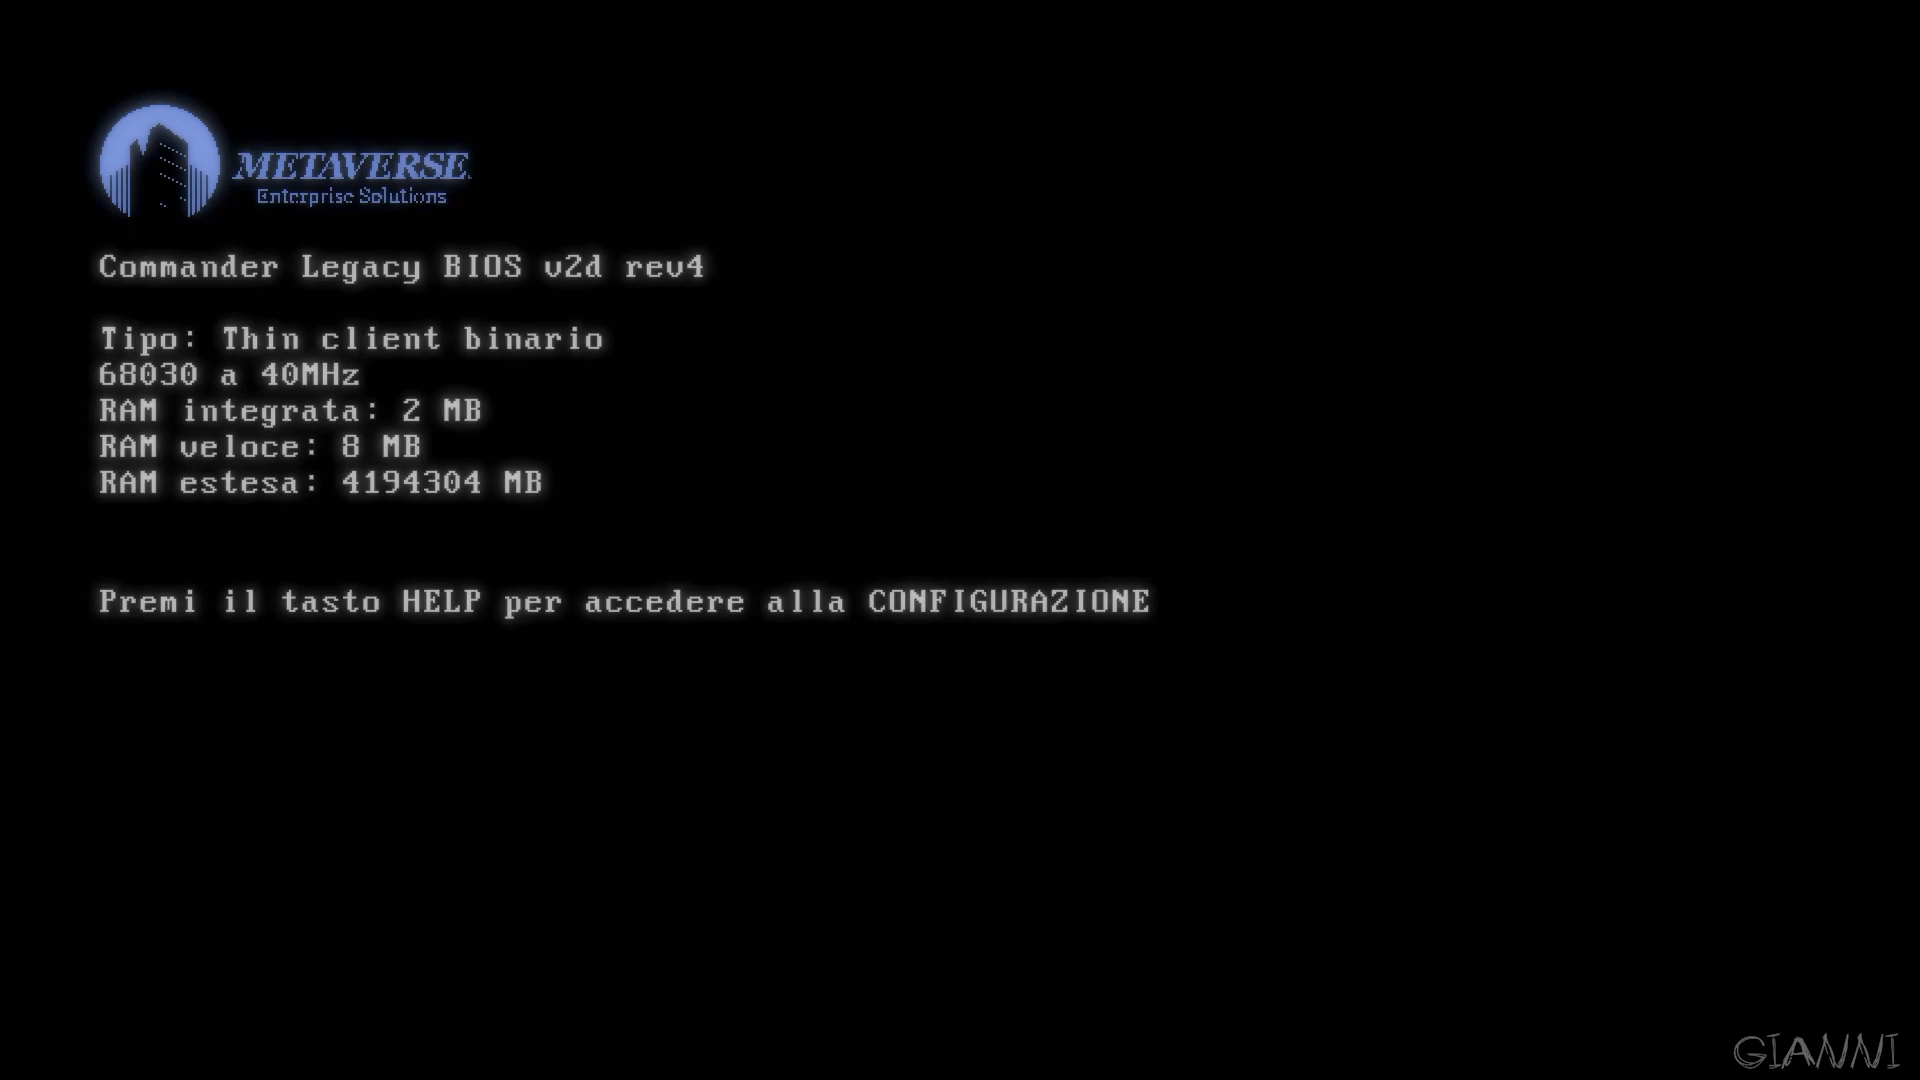 METAVERSE
Enterprise Solutions
Commander Legacy BIOS v2d rev4
Tipo: Thin client binario
68030 a 40MHz
RAM integrata: 2 MB
RAM veloce: 8 MB
RAM estesa: 4194304 MB
Premi il tasto HELP per accedere alla CONFIGURAZIONE
GIANNI